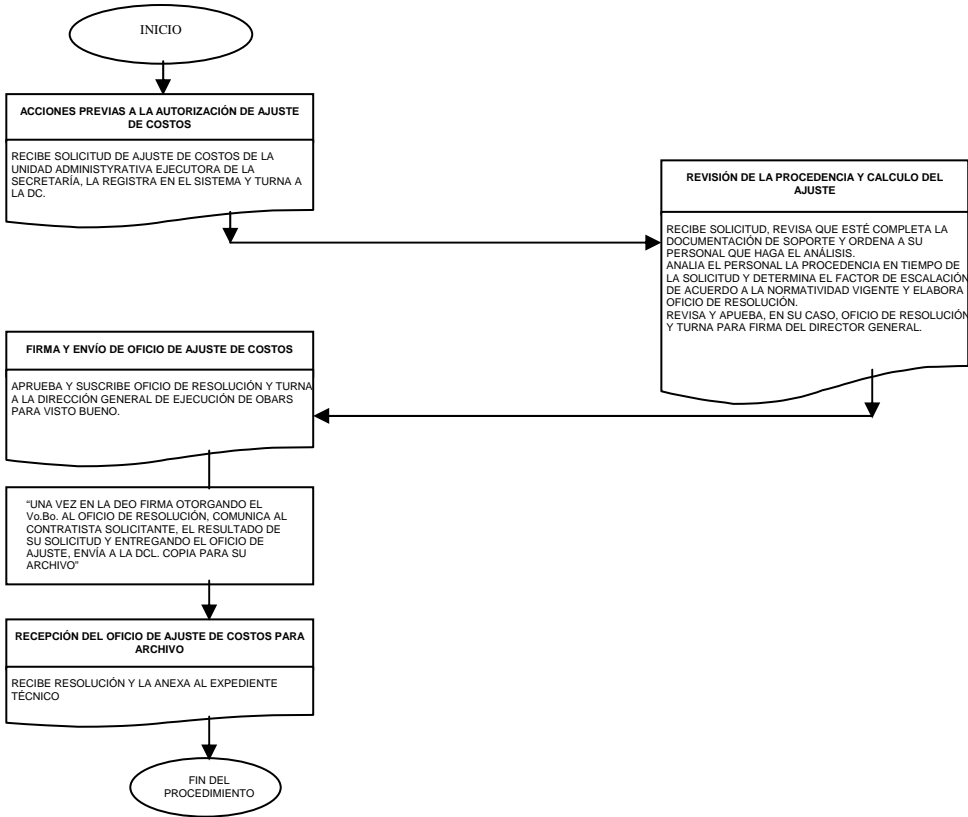 INICIO
ACCIONES PREVIAS A LA AUTORIZACIÓN DE AJUSTE
DE COSTOS
RECIBE SOLICITUD DE AJUSTE DE COSTOS DE LA
UNIDAD ADMINISTYRATIVA EJECUTORA DE LA
SECRETARÍA, LA REGISTRA EN EL SISTEMA Y TURNA A
LA DC.
REVISIÓN DE LA PROCEDENCIA Y CALCULO DEL
AJUSTE
RECIBE SOLICITUD, REVISA QUE ESTÉ COMPLETA LA
DOCUMENTACIÓN DE SOPORTE Y ORDENA A SU
PERSONAL QUE HAGA EL ANÁLISIS.
ANALIA EL PERSONAL LA PROCEDENCIA EN TIEMPO DE
LA SOLICITUD Y DETERMINA EL FACTOR DE ESCALACIÓN
DE ACUERDO A LA NORMATIVIDAD VIGENTE Y ELABORA
OFICIO DE RESOLUCIÓN.
REVISA Y APUEBA, EN SU CASO, OFICIO DE RESOLUCIÓN
Y TURNA PARA FIRMA DEL DIRECTOR GENERAL.
FIRMA Y ENVÍO DE OFICIO DE AJUSTE DE COSTOS
APRUEBA Y SUSCRIBE OFICIO DE RESOLUCIÓN Y TURNA
A LA DIRECCIÓN GENERAL DE EJECUCIÓN DE OBARS
PARA VISTO BUENO.
"UNA VEZ EN LA DEO FIRMA OTORGANDO EL
Vo.Bo. AL OFICIO DE RESOLUCIÓN, COMUNICA AL
CONTRATISTA SOLICITANTE, EL RESULTADO DE
SU SOLICITUD Y ENTREGANDO EL OFICIO DE
AJUSTE, ENVÍA A LA DCL. COPIA PARA SU
ARCHIVO"
RECEPCIÓN DEL OFICIO DE AJUSTE DE COSTOS PARA
ARCHIVO
RECIBE RESOLUCIÓN Y LA ANEXA AL EXPEDIENTE
TÉCNICO
FIN DEL
PROCEDIMIENTO